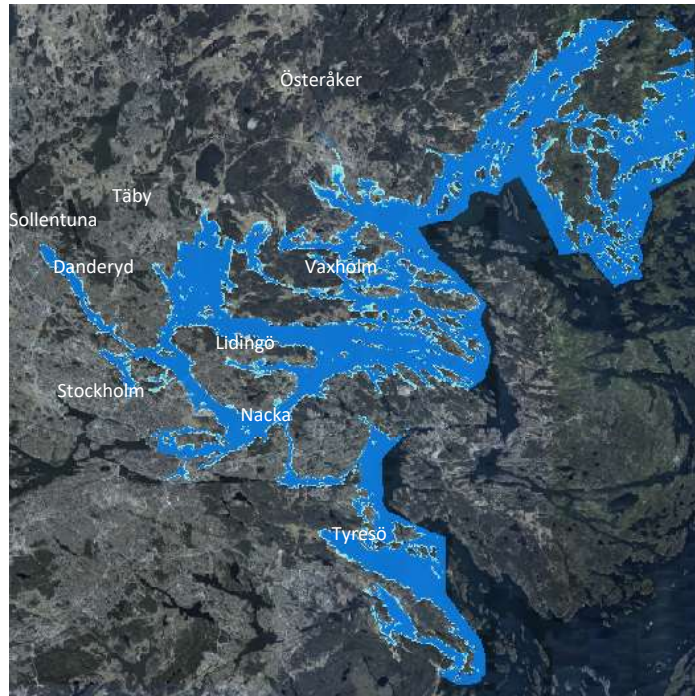 Österåker
Täby
Sollentuna
Danderyd
Vaxholm
Lidingö
Stockholm
Nacka
Tyresö